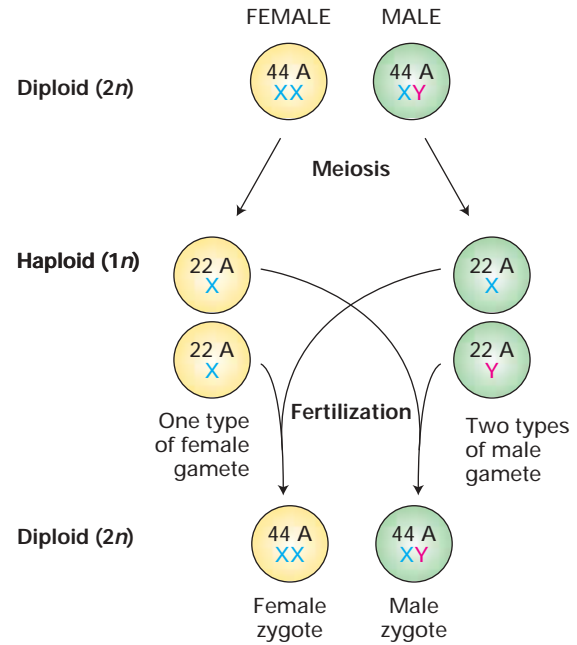 FEMALE MALE
Diploid (2n)
44 A
XX
44 A
XY
Meiosis
Haploid (1n)
22 A
X
22 A
X
22 A
X
22 A
Y
One type
of female
gamete
Fertilization
Two types
of male
gamete
Diploid (2n)
44 A
XX
44 A
XY
Female
zygote
Male
zygote